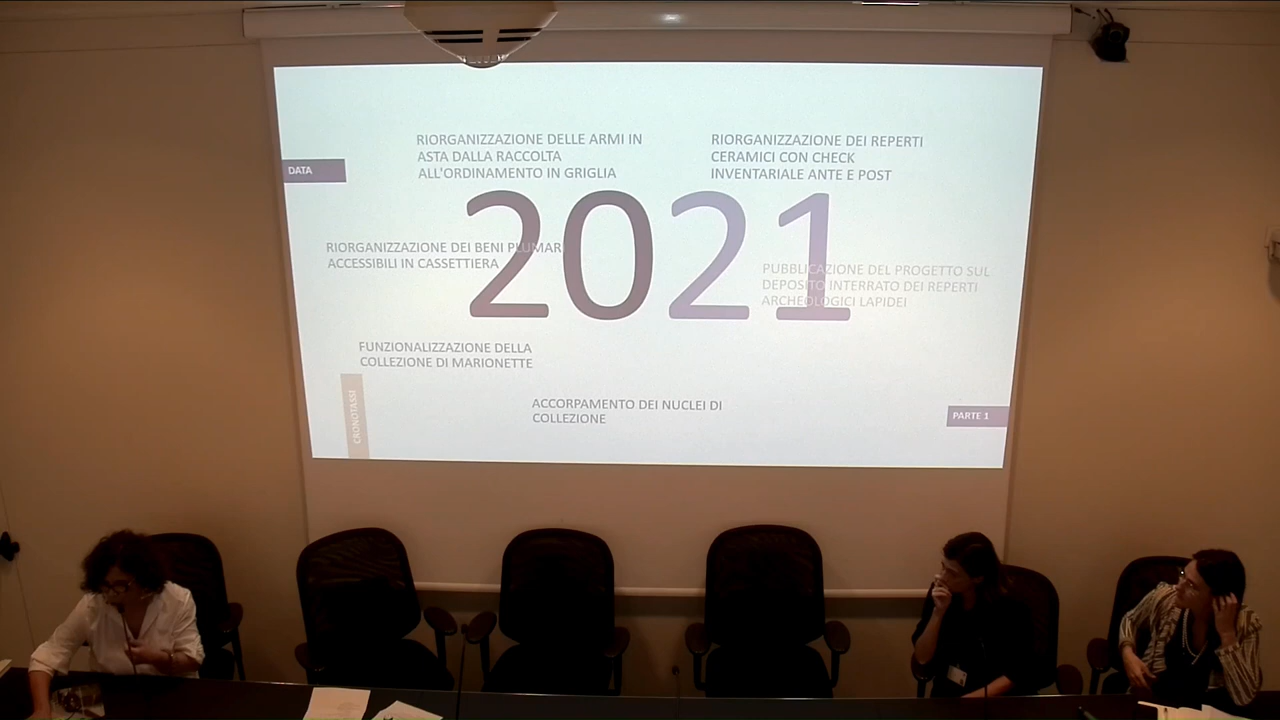 RIORGANIZZAZIONE DELLE ARMI IN
ASTA DALLA RACCOLTA
ALL'ORDINAMENTO IN GRIGLIA
RIORGANIZZAZIONE DEI REPERTI
CERAMICI CON CHECK
INVENTARIALE ANTE E POST
DATA
2021
RIORGANIZZAZIONE DEI BENI PLUMARI
ACCESSIBILI IN CASSETTIERA
PUBBLICAZIONE DEL PROGETTO SUL
DEPOSITO INTERRATO DEI REPERTI
ARCHEOLOGICI LAPIDEI
FUNZIONALIZZAZIONE DELLA
COLLEZIONE DI MARIONETTE
CRONOTASSI
ACCORPAMENTO DEI NUCLEI DI
COLLEZIONE
PARTE 1